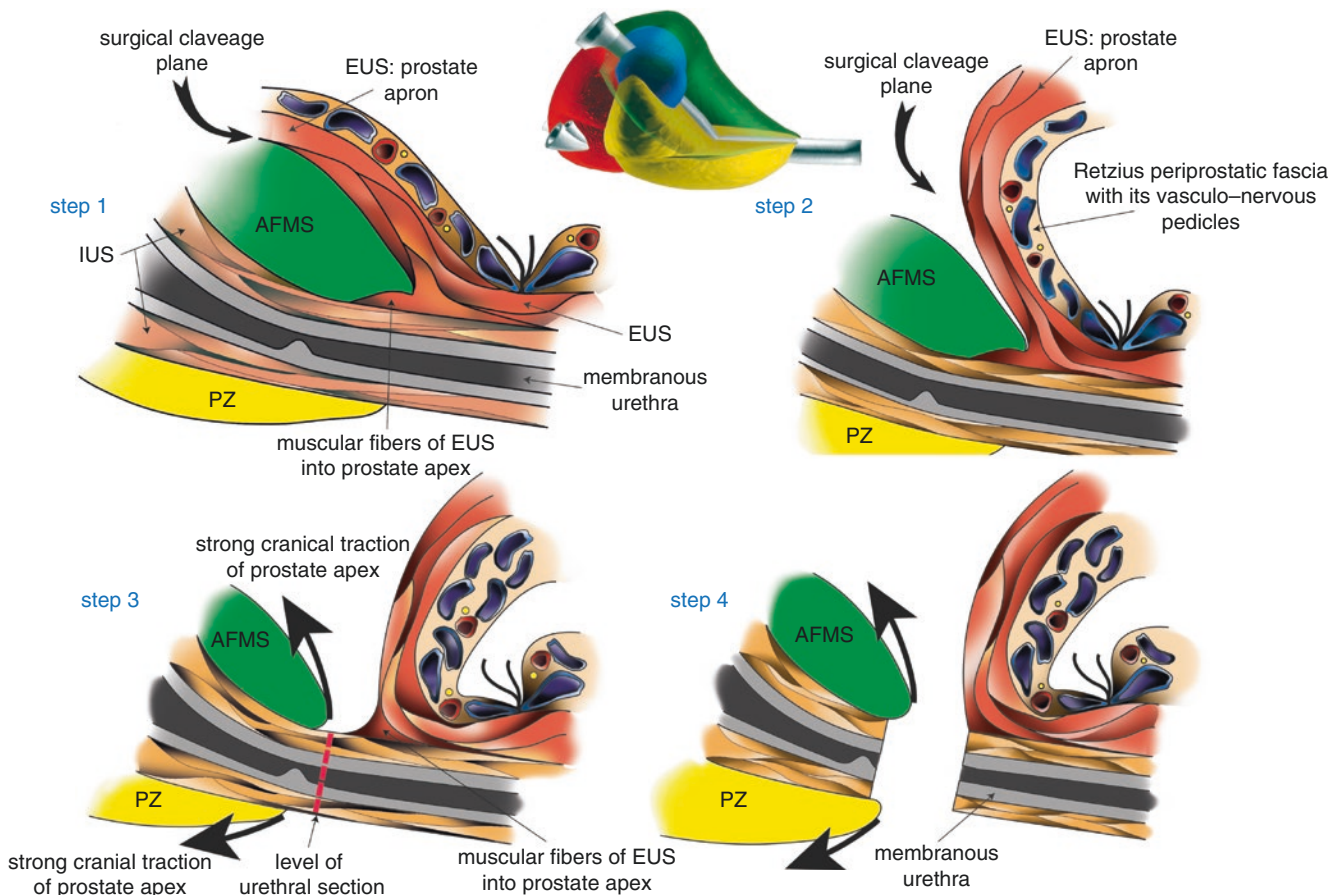 surgical claveage
plane
EUS: prostate
apron
step 1
AFMS
IUS
EUS
membranous
urethra
PZ
muscular fibers of EUS
into prostate apex
surgical claveage
plane
EUS: prostate
apron
step 2
Retzius periprostatic fascia
with its vasculo–nervous
pedicles
AFMS
PZ
strong cranical traction
of prostate apex
step 3
AFMS
PZ
strong cranial traction
of prostate apex
level of
urethral section
muscular fibers of EUS
into prostate apex
step 4
AFMS
PZ
membranous
urethra